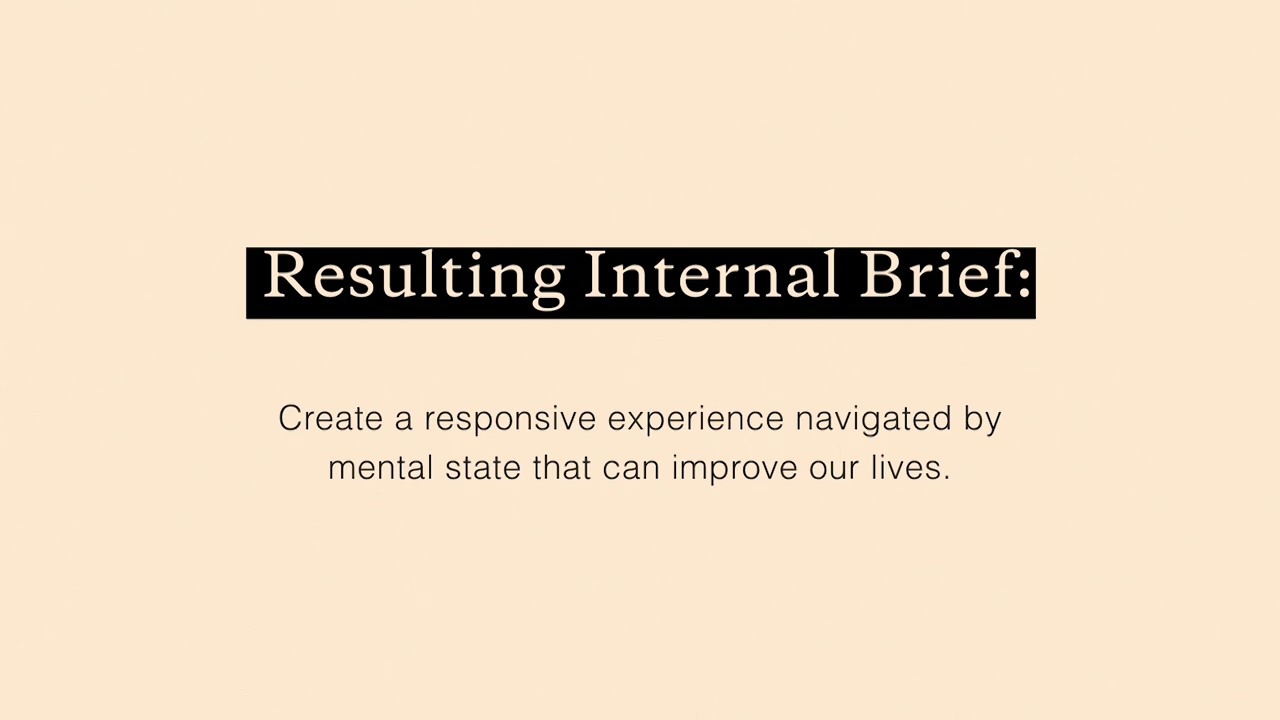 Resulting Internal Brief:
Create a responsive experience navigated by
mental state that can improve our lives.